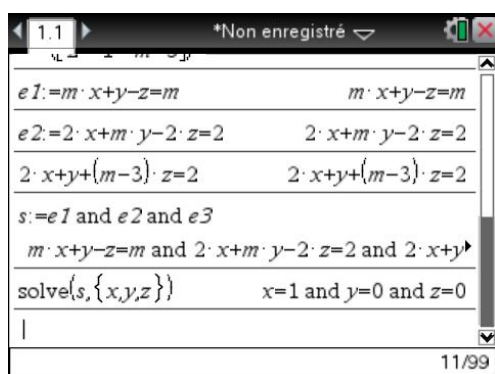 1.1 *Non enregistré
e1:=m·x+y−z=m m·x+y−z=m
e2:=2·x+m·y−2·z=2 2·x+m·y−2·z=2
2·x+y+(m−3)·z=2 2·x+y+(m−3)·z=2
s:=e1 and e2 and e3
m·x+y−z=m and 2·x+m·y−2·z=2 and 2·x+y
solve(s,{x,y,z}) x=1 and y=0 and z=0
11/99